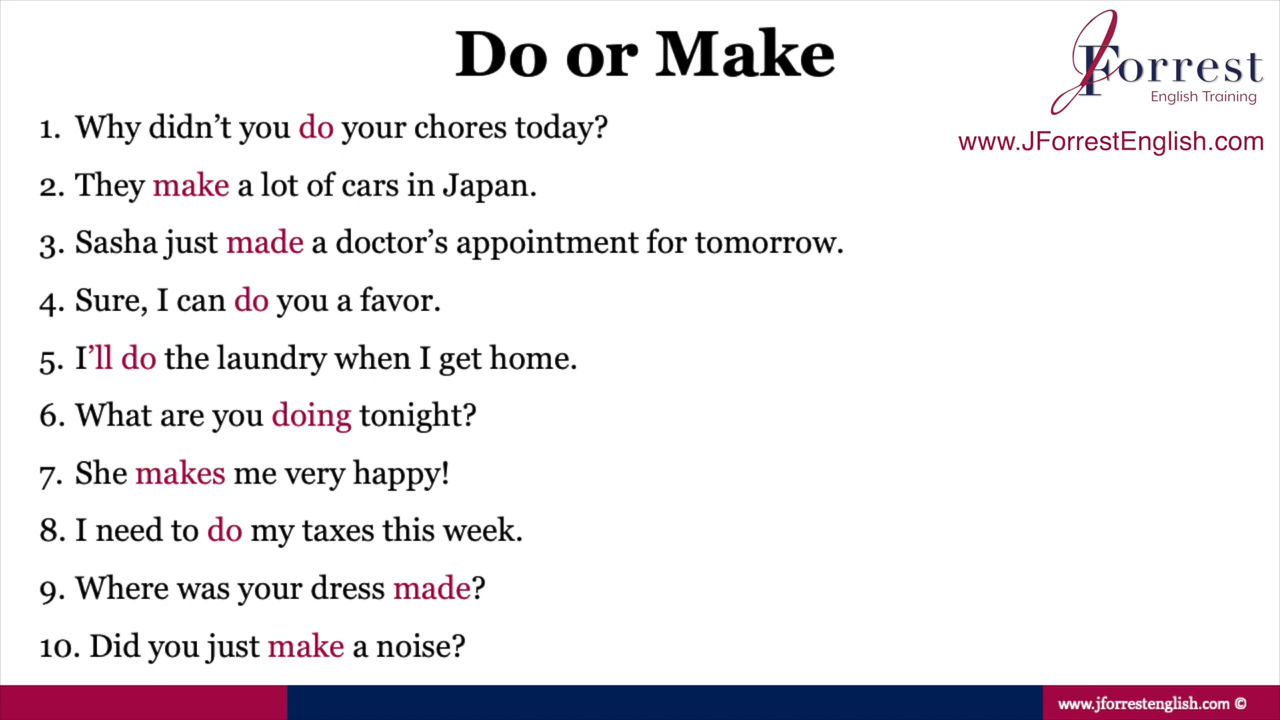 Do or Make
JForrest
English Training
www.JForrestEnglish.com
1. Why didn’t you do your chores today?
2. They make a lot of cars in Japan.
3. Sasha just made a doctor’s appointment for tomorrow.
4. Sure, I can do you a favor.
5. I’ll do the laundry when I get home.
6. What are you doing tonight?
7. She makes me very happy!
8. I need to do my taxes this week.
9. Where was your dress made?
10. Did you just make a noise?
www.jforrestenglish.com ©